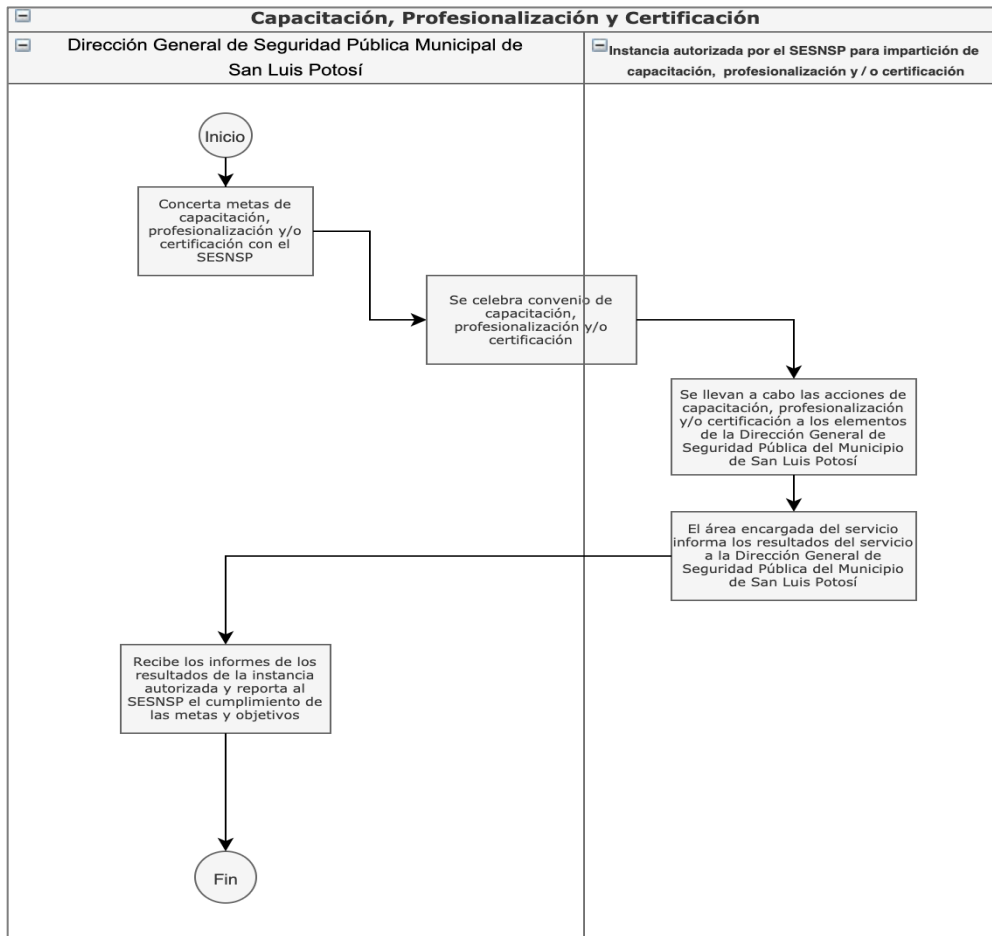 Capacitación, Profesionalización y Certificación
Dirección General de Seguridad Pública Municipal de
San Luis Potosí
Instancia autorizada por el SESNSP para impartición de
capacitación, profesionalización y / o certificación
Inicio
Concerta metas de
capacitación,
profesionalización y/o
certificación con el
SESNSP
Se celebra convenio de
capacitación,
profesionalización y/o
certificación
Se llevan a cabo las acciones de
capacitación, profesionalización
y/o certificación a los elementos
de la Dirección General de
Seguridad Pública del Municipio
de San Luis Potosí
El área encargada del servicio
informa los resultados del servicio
a la Dirección General de
Seguridad Pública del Municipio
de San Luis Potosí
Recibe los informes de los
resultados de la instancia
autorizada y reporta al
SESNSP el cumplimiento de
las metas y objetivos
Fin